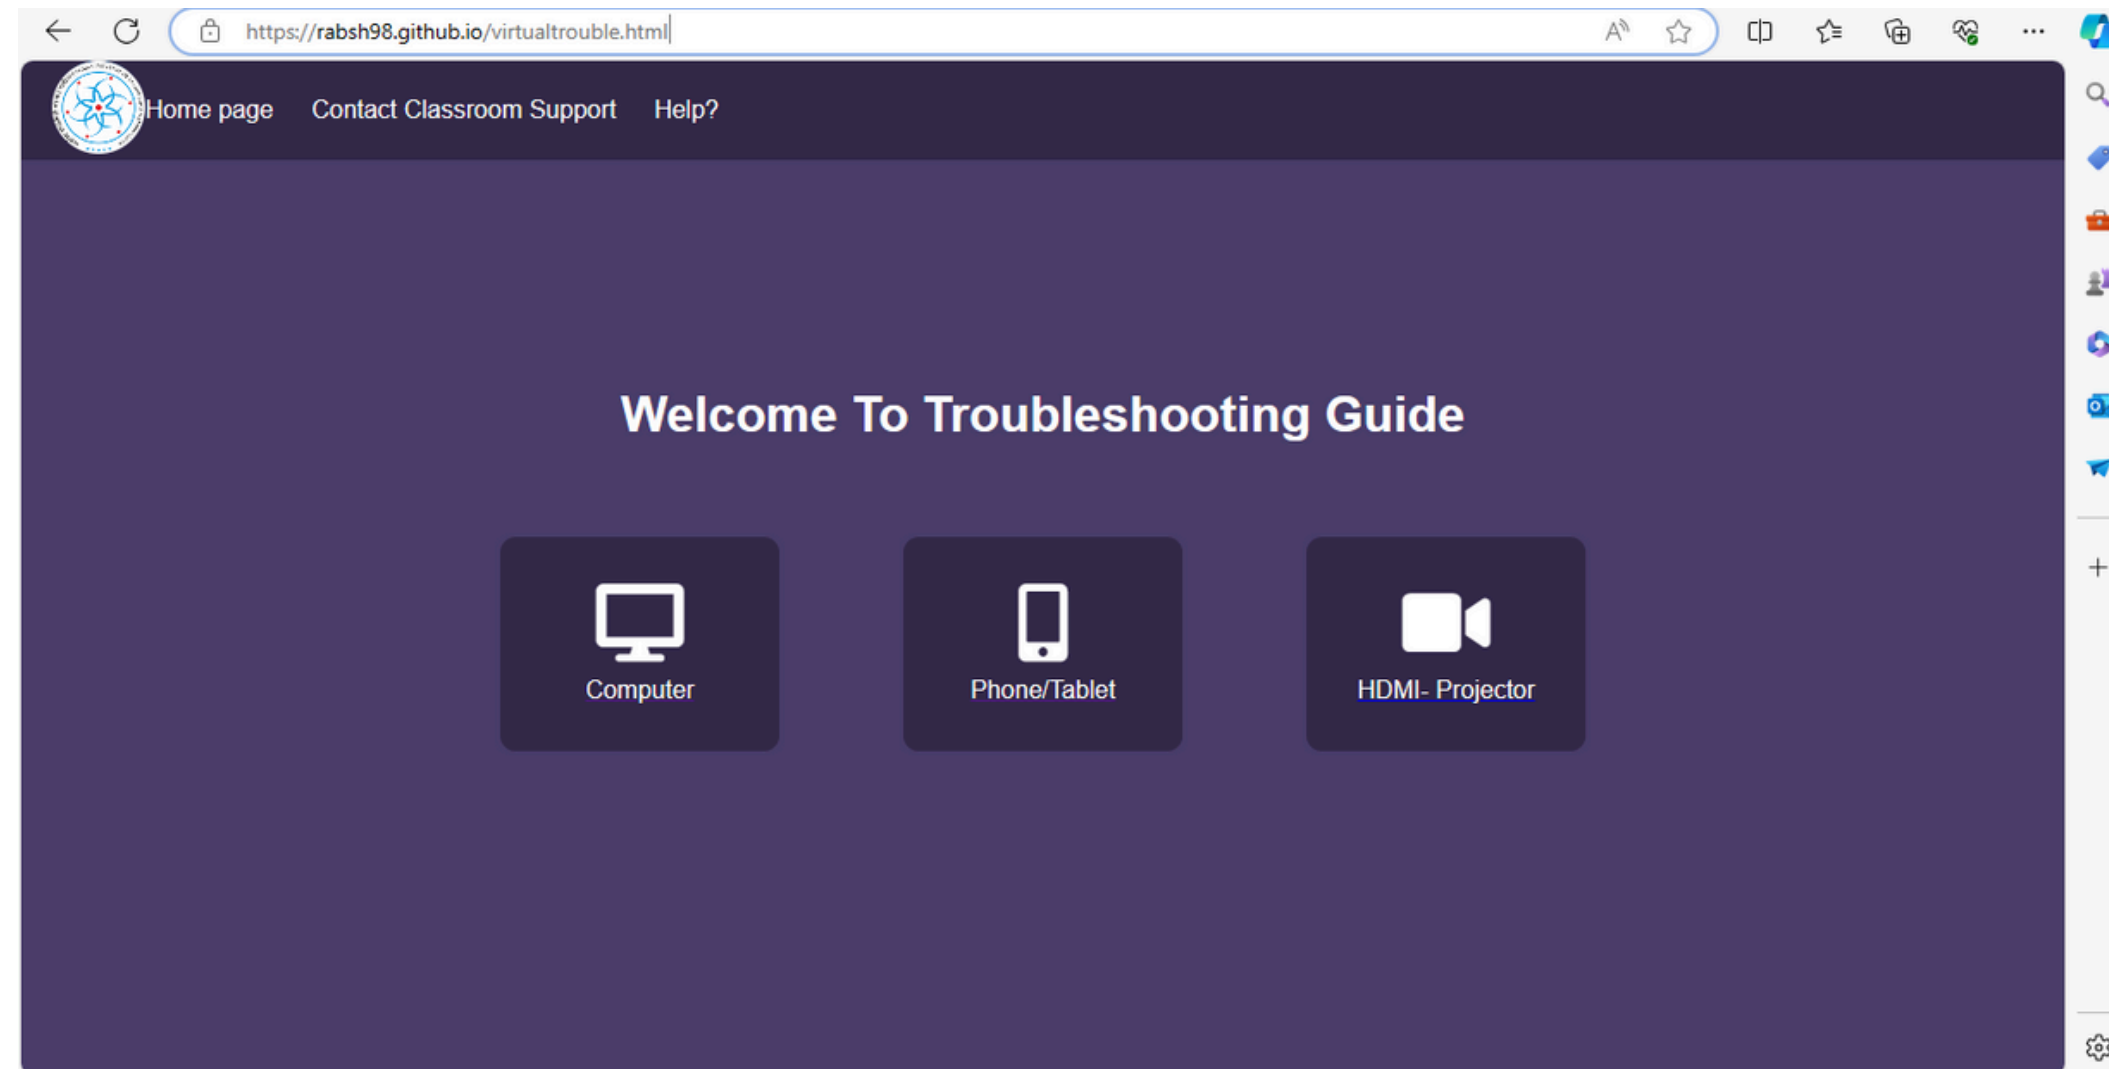 https://rabsh98.github.io/virtualtrouble.html
Home page Contact Classroom Support Help?
Welcome To Troubleshooting Guide
Computer Phone/Tablet HDMI- Projector